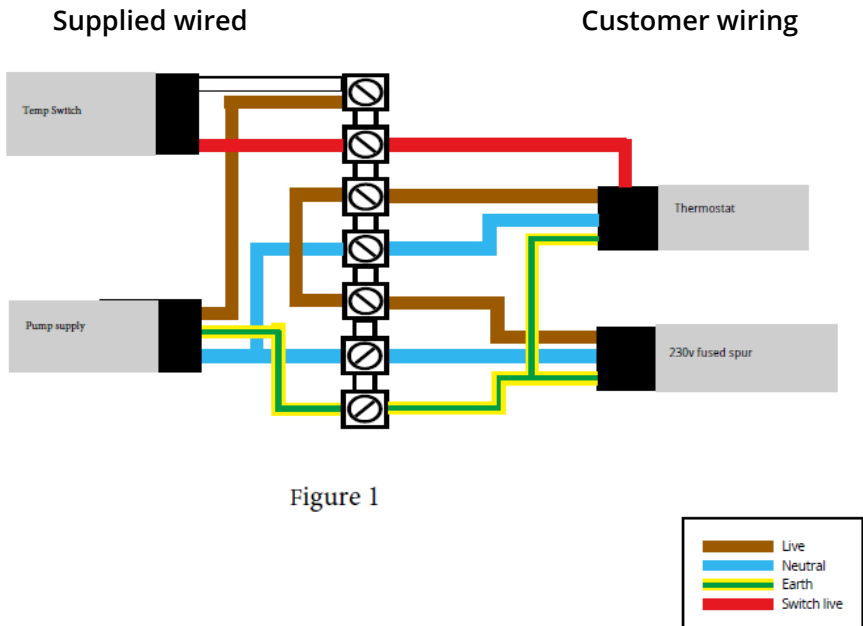 Supplied wired
Customer wiring
Temp Switch
Thermostat
Pump supply
230v fused spur
Figure 1
Live
Neutral
Earth
Switch live